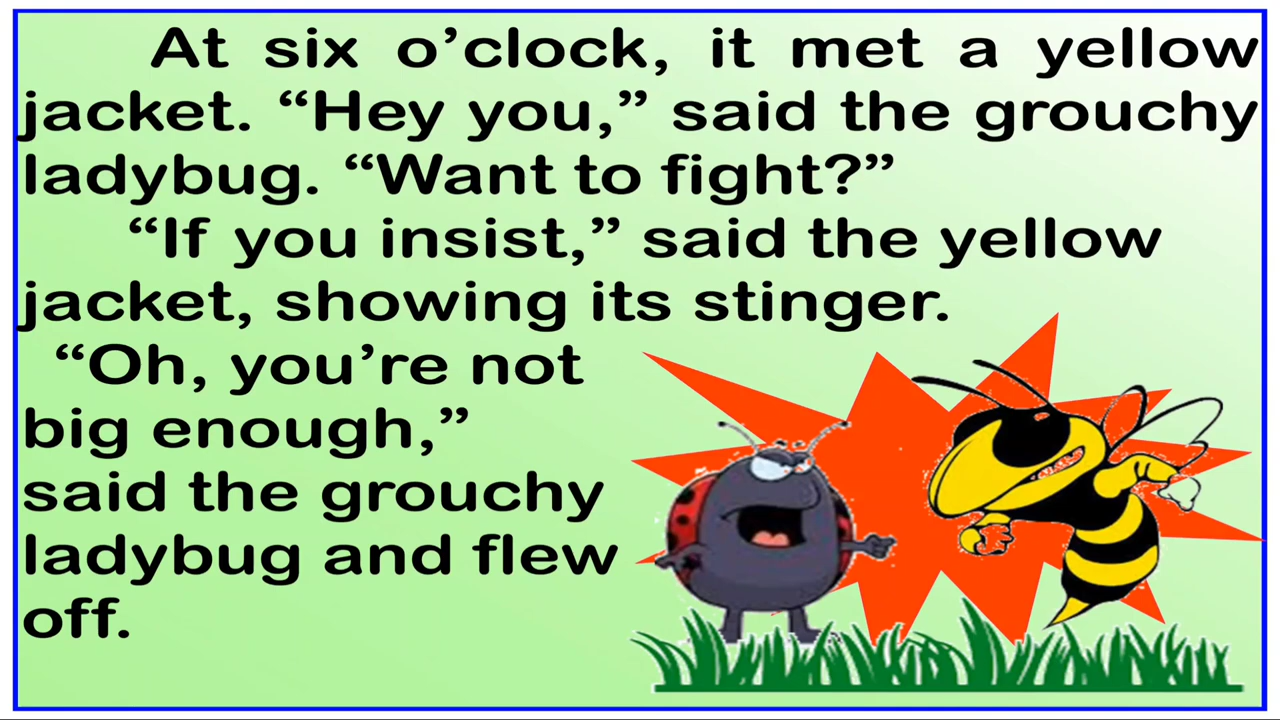 At six o’clock, it met a yellow
jacket. “Hey you,” said the grouchy
ladybug. “Want to fight?”
“If you insist,” said the yellow
jacket, showing its stinger.
“Oh, you’re not
big enough,”
said the grouchy
ladybug and flew
off.